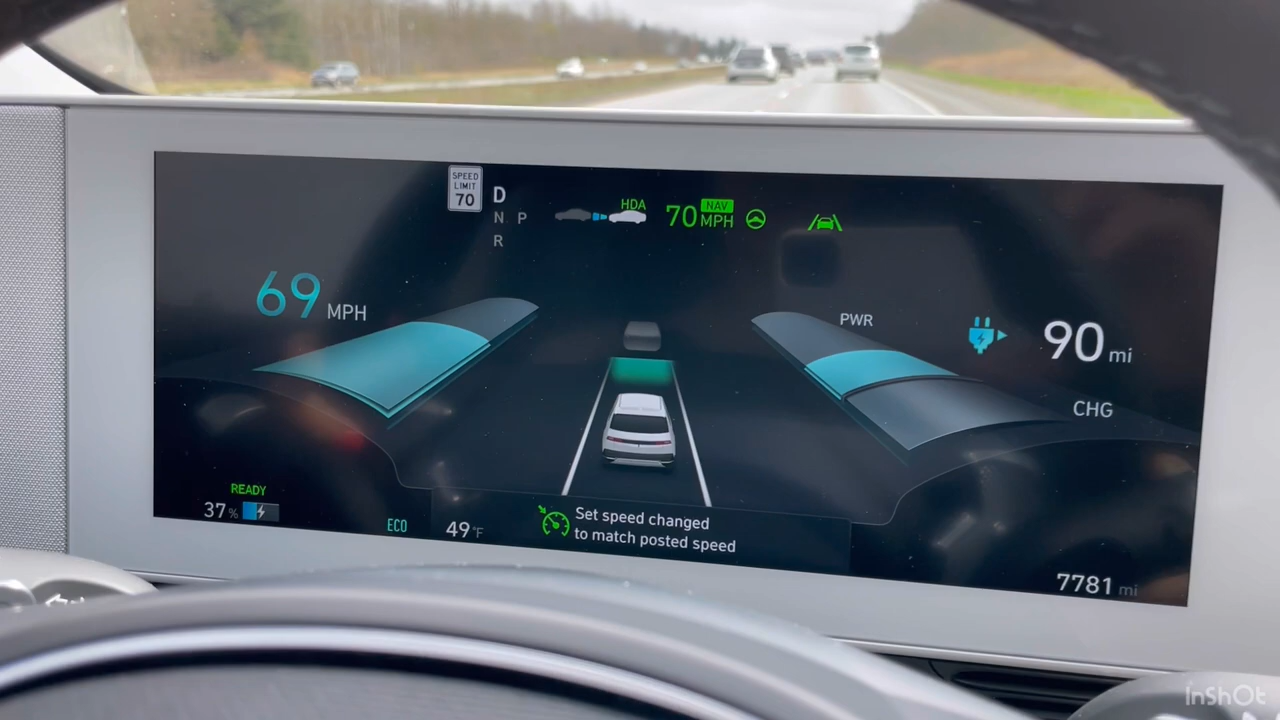 SPEED
LIMIT
70
D
N P
R
HDA
70 NAV
MPH
69 MPH
PWR
90 mi
CHG
READY
37%
ECO
49°F
Set speed changed
to match posted speed
7781 mi
InShOt